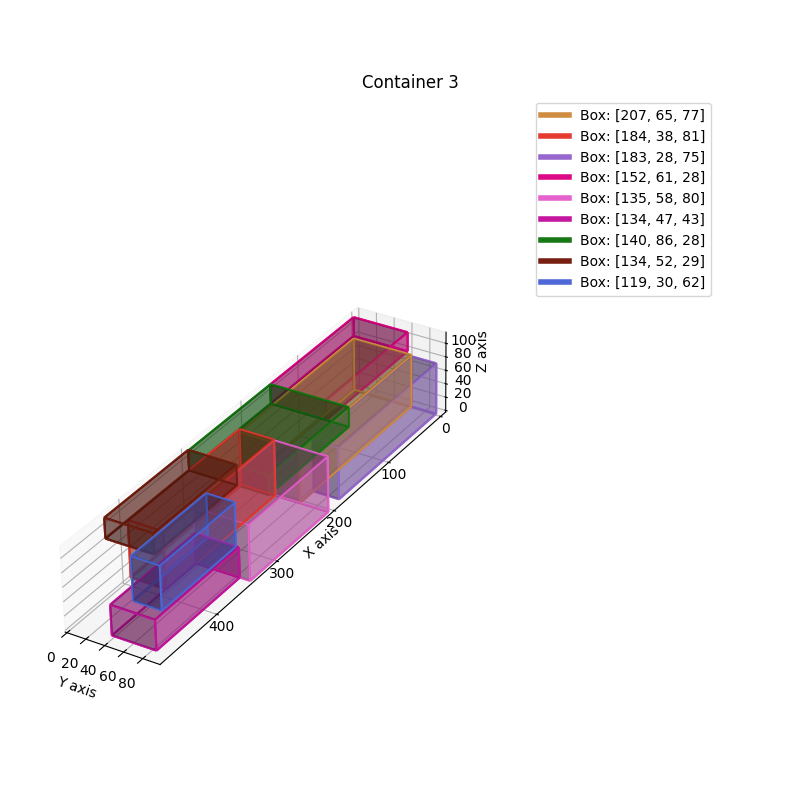 Container 3
Box: [207, 65, 77]
Box: [184, 38, 81]
Box: [183, 28, 75]
Box: [152, 61, 28]
Box: [135, 58, 80]
Box: [134, 47, 43]
Box: [140, 86, 28]
Box: [134, 52, 29]
Box: [119, 30, 62]
Z axis
100
80
60
40
20
0
X axis
0
100
200
300
400
Y axis
0
20
40
60
80